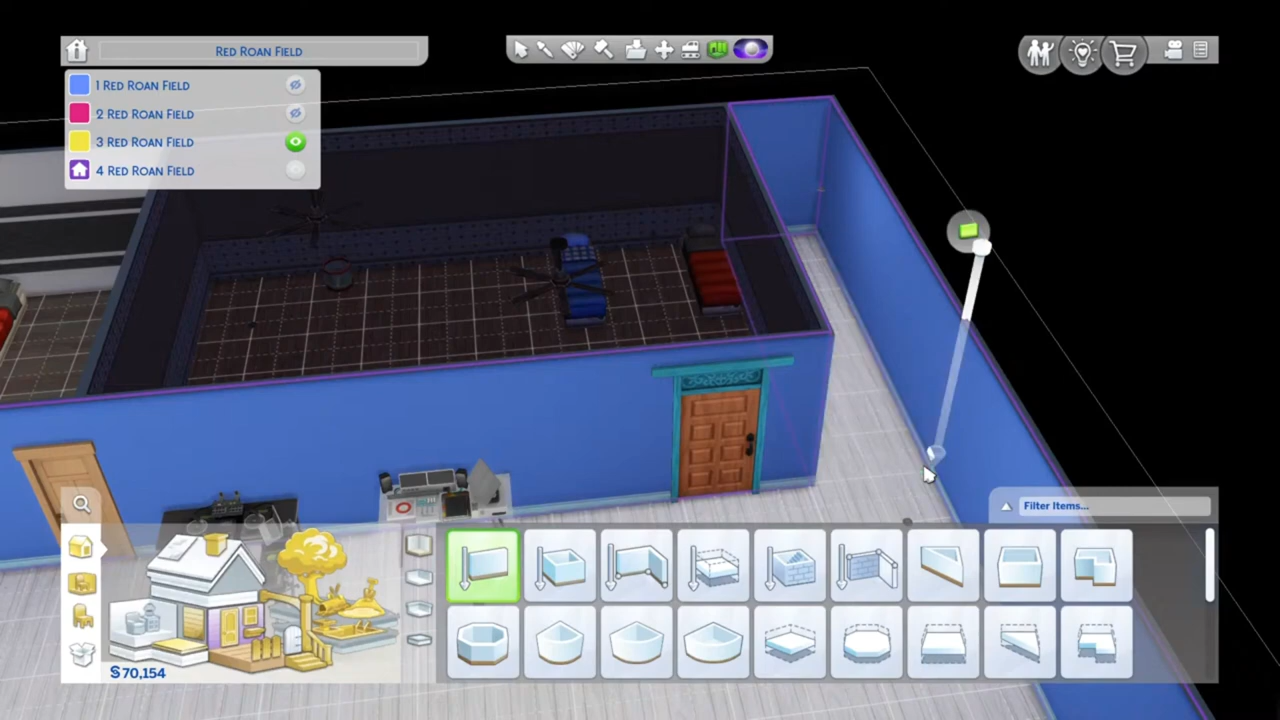 RED ROAN FIELD
1 RED ROAN FIELD
2 RED ROAN FIELD
3 RED ROAN FIELD
4 RED ROAN FIELD
Filter Items...
§70,154